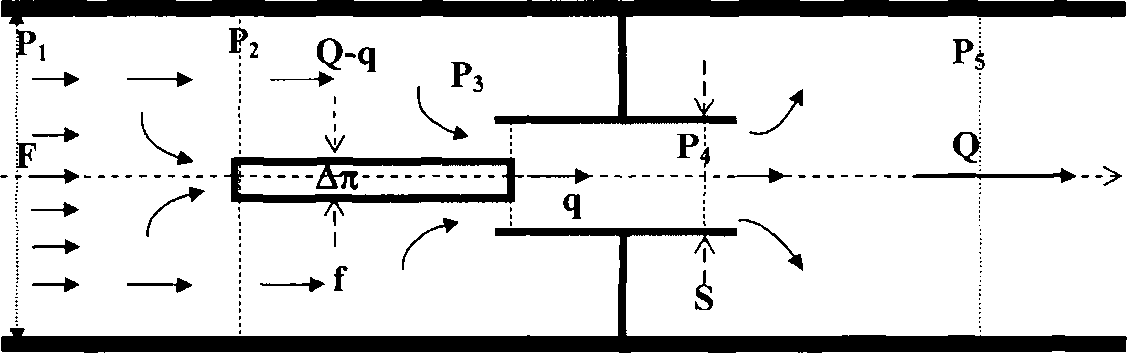 P₁
P₂
Q-q
P₃
P₅
F
Δπ
P₄
Q
q
f
S